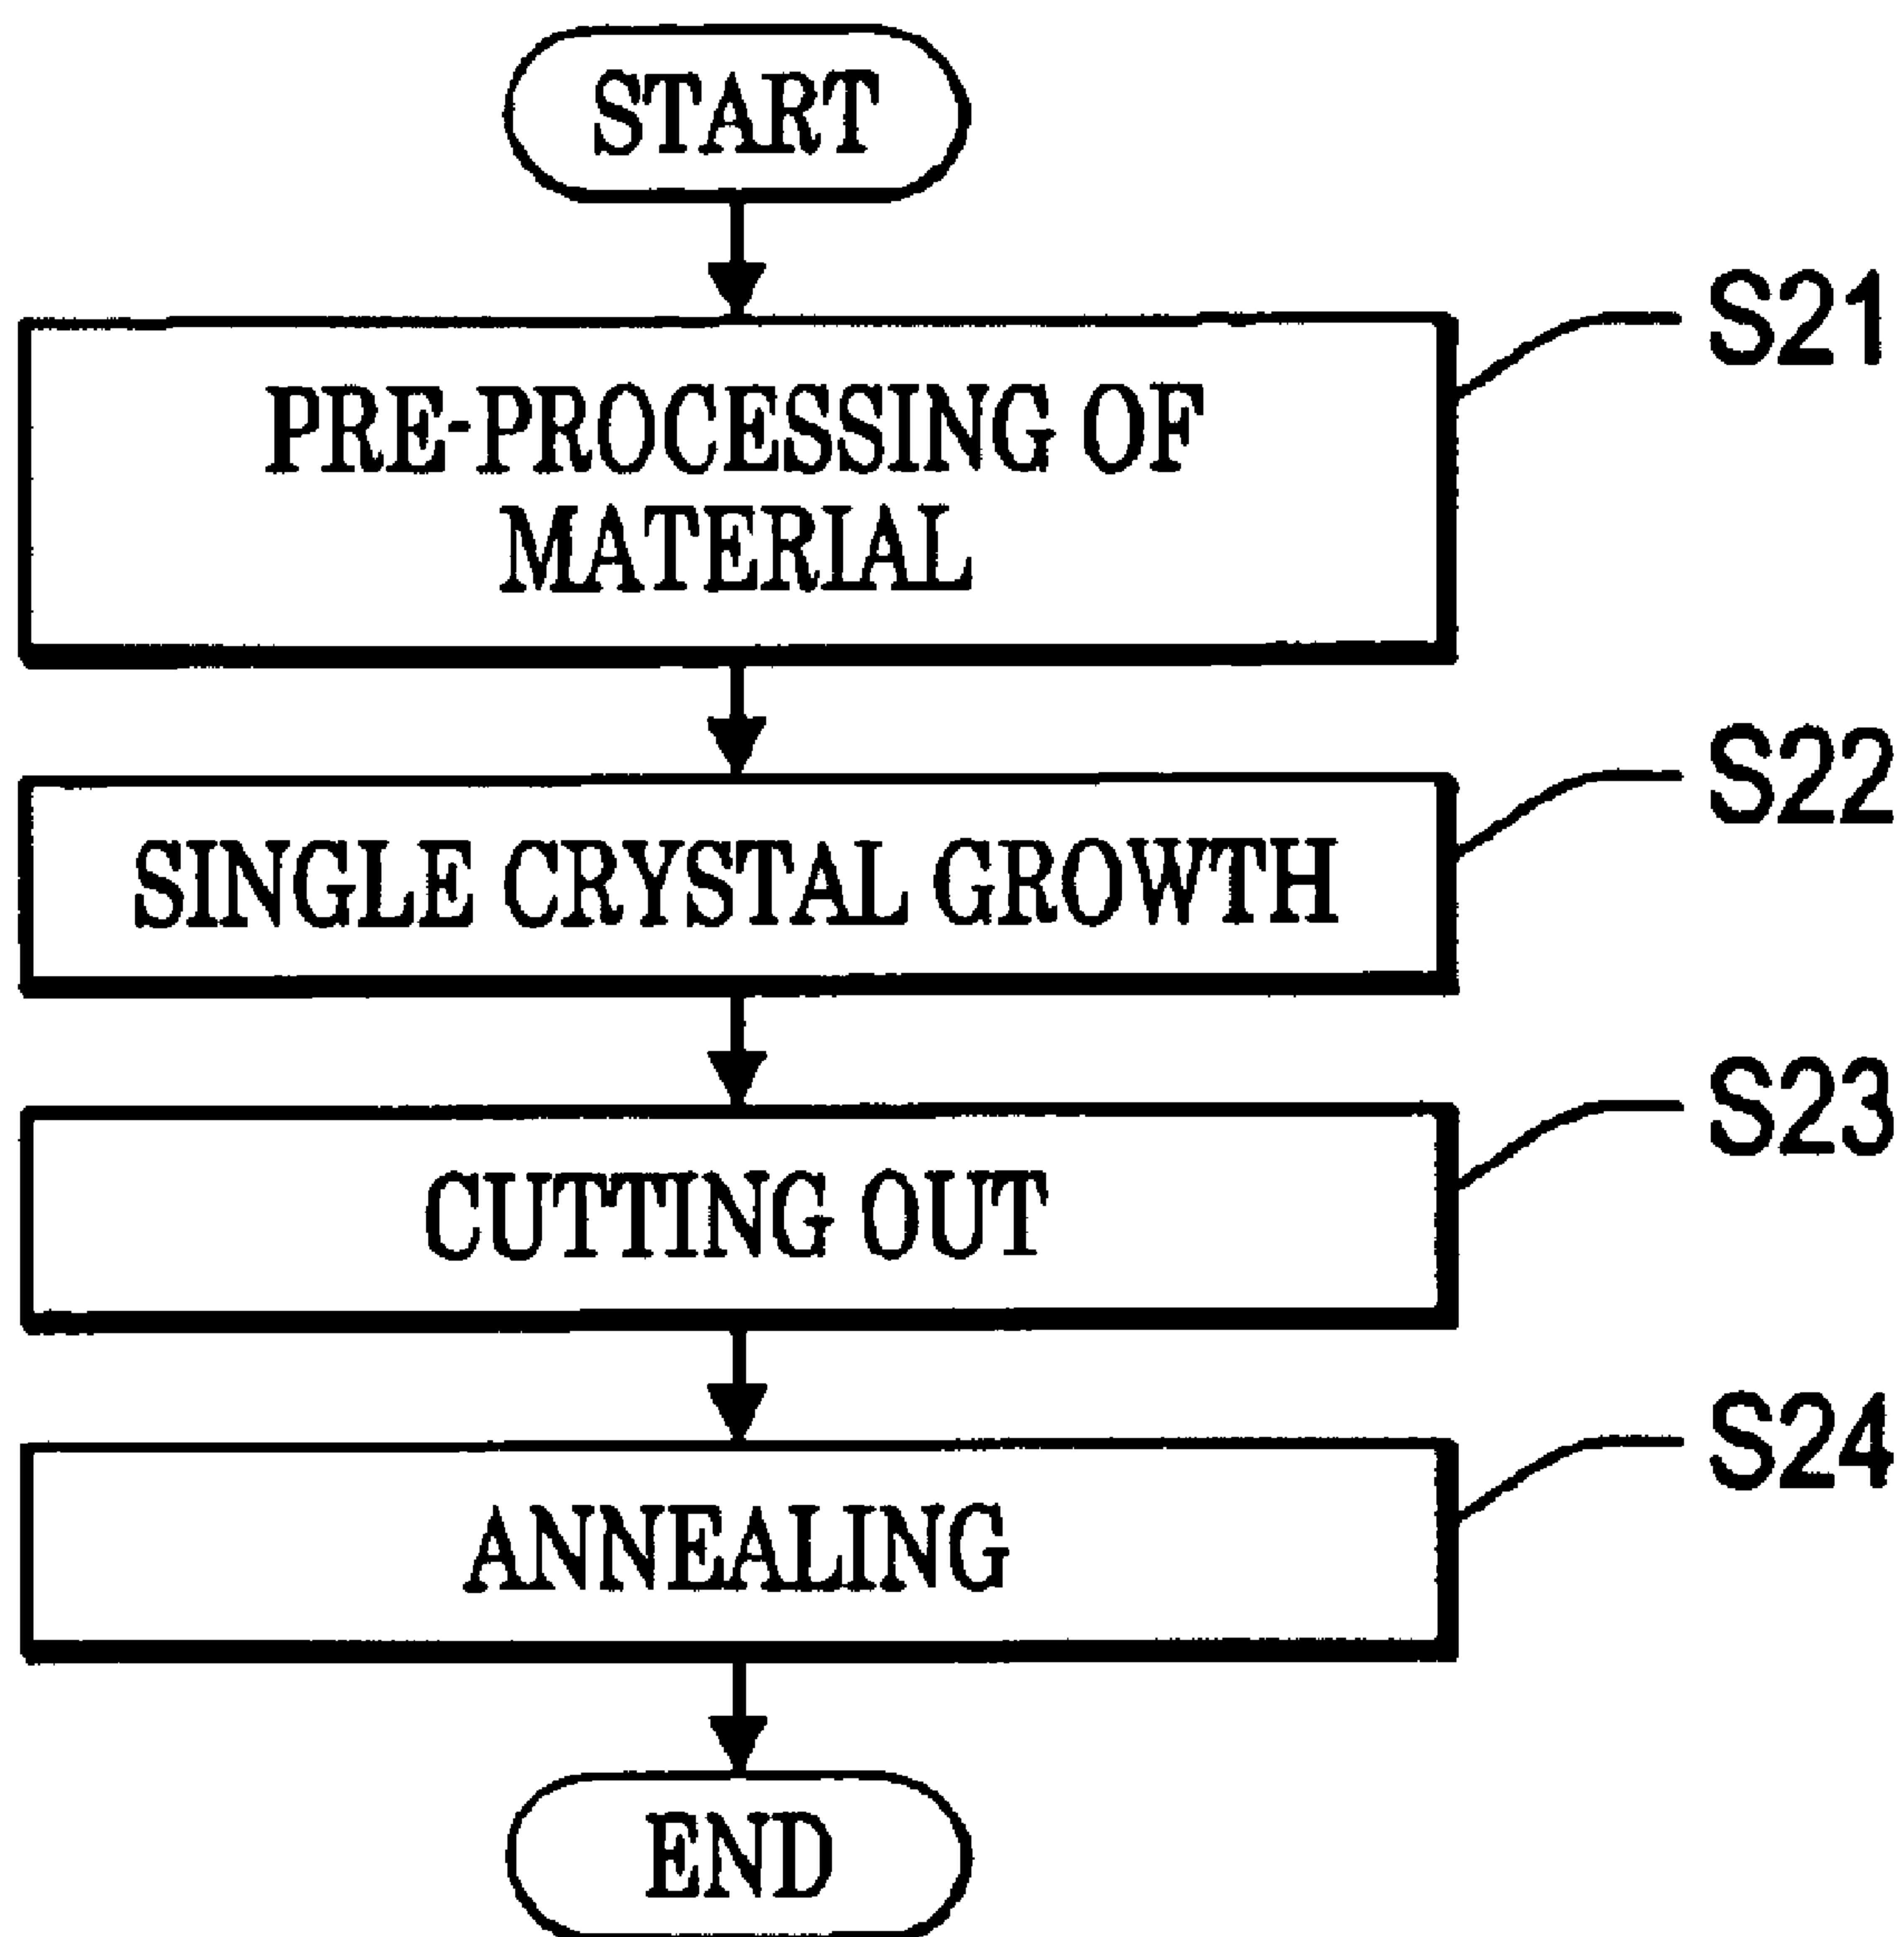 START
S21
PRE-PROCESSING OF
MATERIAL
S22
SINGLE CRYSTAL GROWTH
S23
CUTTING OUT
S24
ANNEALING
END